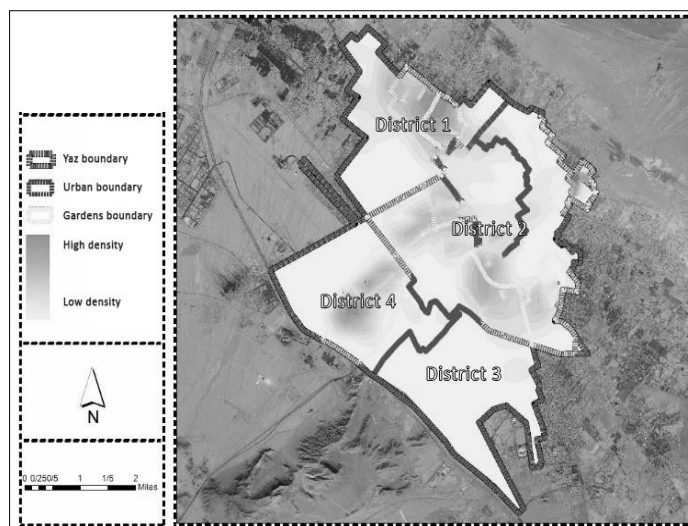 Yaz boundary
Urban boundary
Gardens boundary
High density
Low density
N
0 0/250/5 1 1/5 2
Miles
District 1
District 2
District 4
District 3